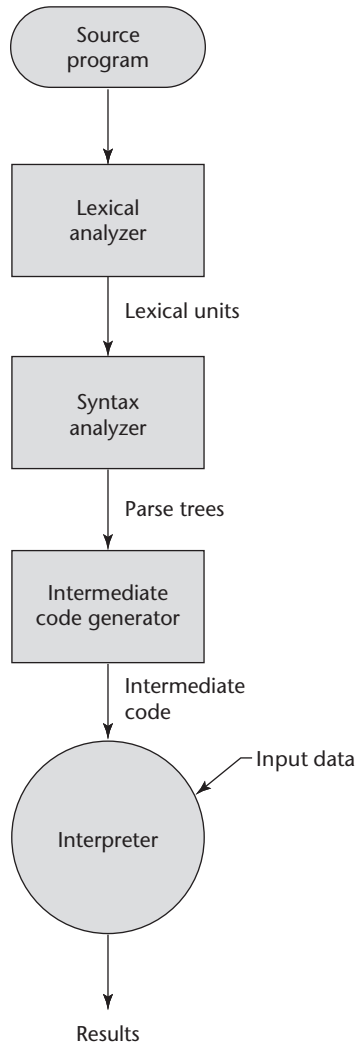 Source
program
Lexical
analyzer
Lexical units
Syntax
analyzer
Parse trees
Intermediate
code generator
Intermediate
code
Input data
Interpreter
Results